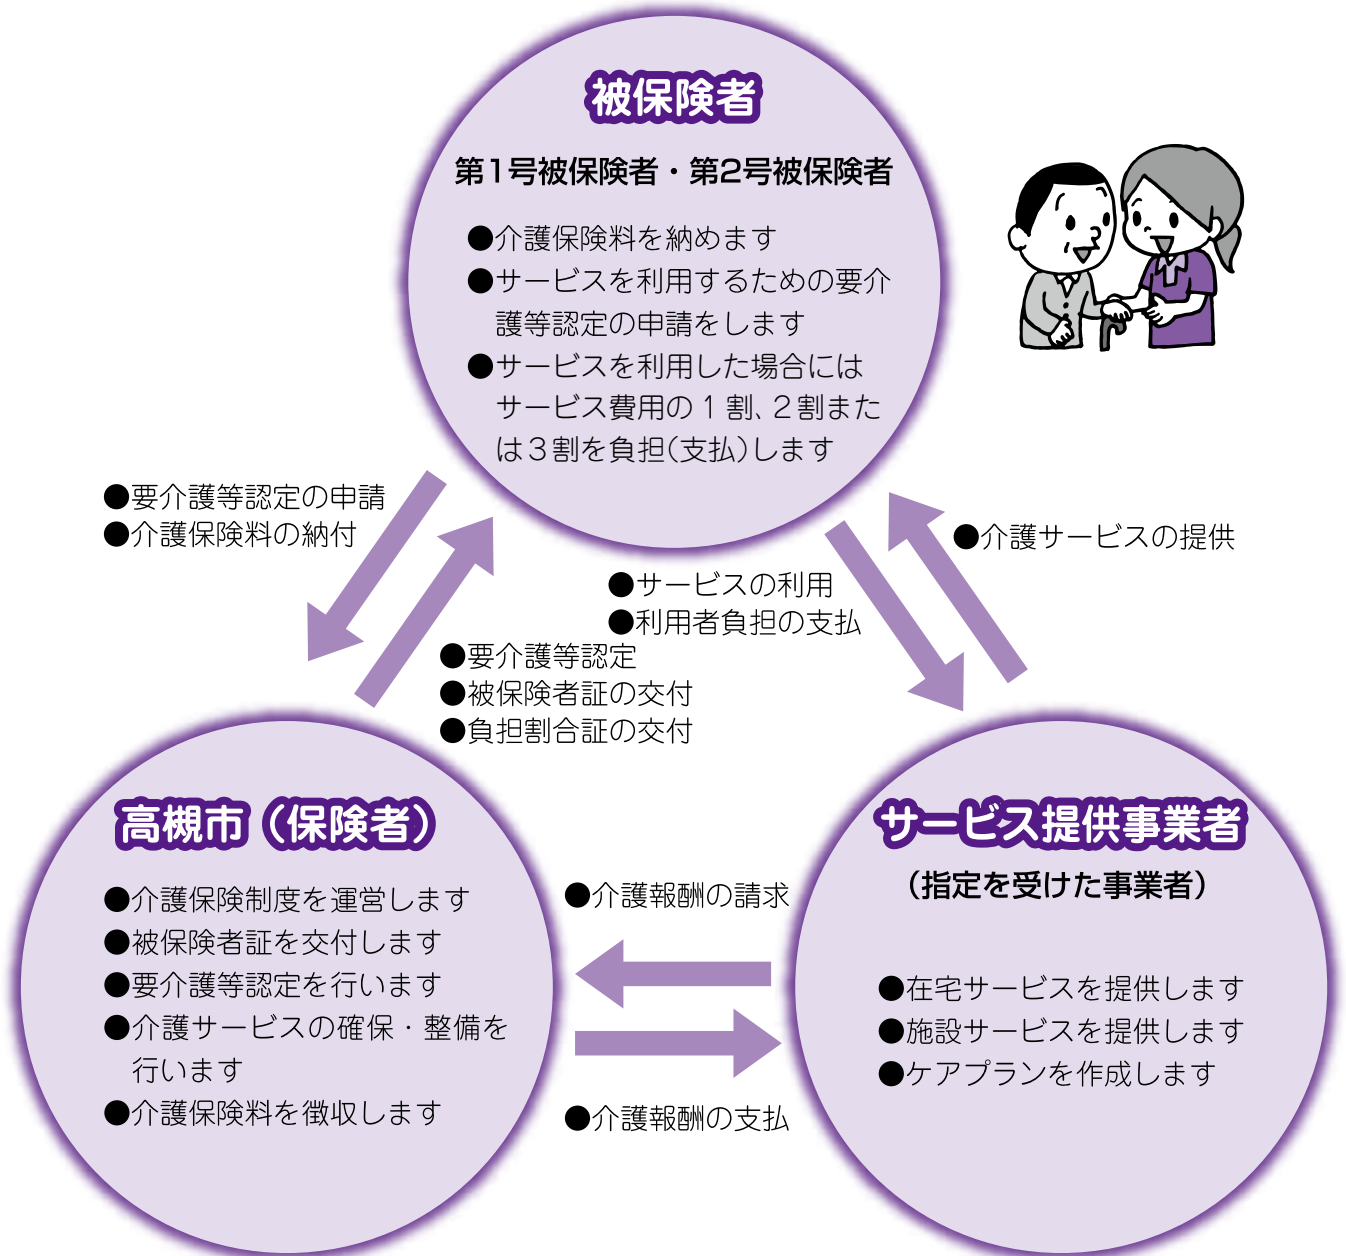 被保険者
第1号被保険者・第2号被保険者
●介護保険料を納めます
●サービスを利用するための要介
護等認定の申請をします
●サービスを利用した場合には
サービス費用の1割、2割また
は3割を負担(支払)します
●要介護等認定の申請
●介護保険料の納付
●介護サービスの提供
●サービスの利用
●利用者負担の支払
●要介護等認定
●被保険者証の交付
●負担割合証の交付
高槻市（保険者）
●介護保険制度を運営します
●被保険者証を交付します
●要介護等認定を行います
●介護サービスの確保・整備を
行います
●介護保険料を徴収します
●介護報酬の請求
●介護報酬の支払
サービス提供事業者
（指定を受けた事業者）
●在宅サービスを提供します
●施設サービスを提供します
●ケアプランを作成します